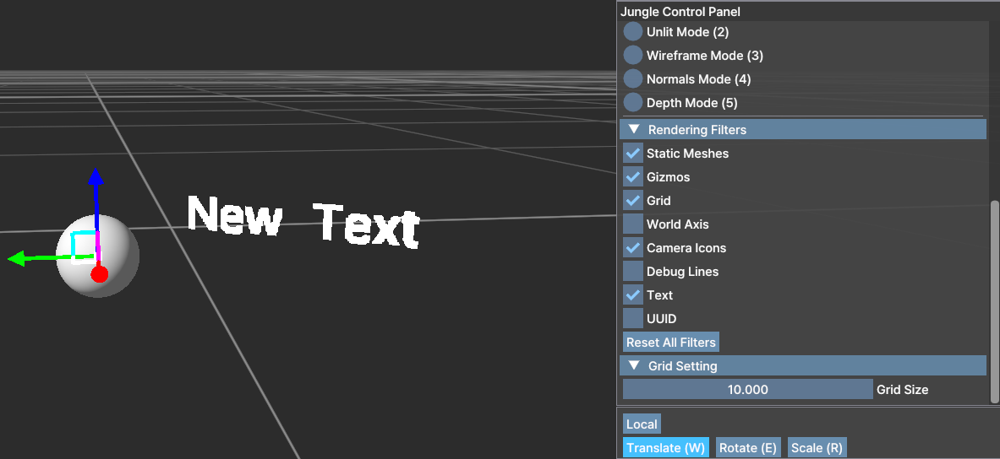 Jungle Control Panel
Unlit Mode (2)
Wireframe Mode (3)
Normals Mode (4)
Depth Mode (5)
Rendering Filters
Static Meshes
Gizmos
Grid
World Axis
Camera Icons
Debug Lines
Text
UUID
Reset All Filters
Grid Setting
10.000 Grid Size
Local
Translate (W) Rotate (E) Scale (R)
New Text